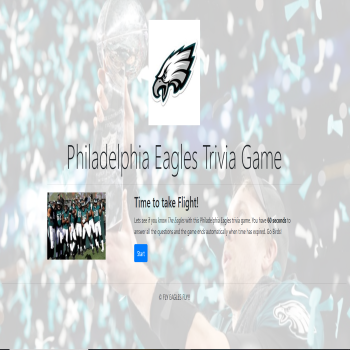 Philadelphia Eagles Trivia Game
Time to take Flight!
Lets see if you know The Eagles with this Philadelphia Eagles trivia game. You have 60 seconds to
answer all the questions and the game ends automatically when time has expired. Go Birds!
Start
© FLY EAGLES FLY!!